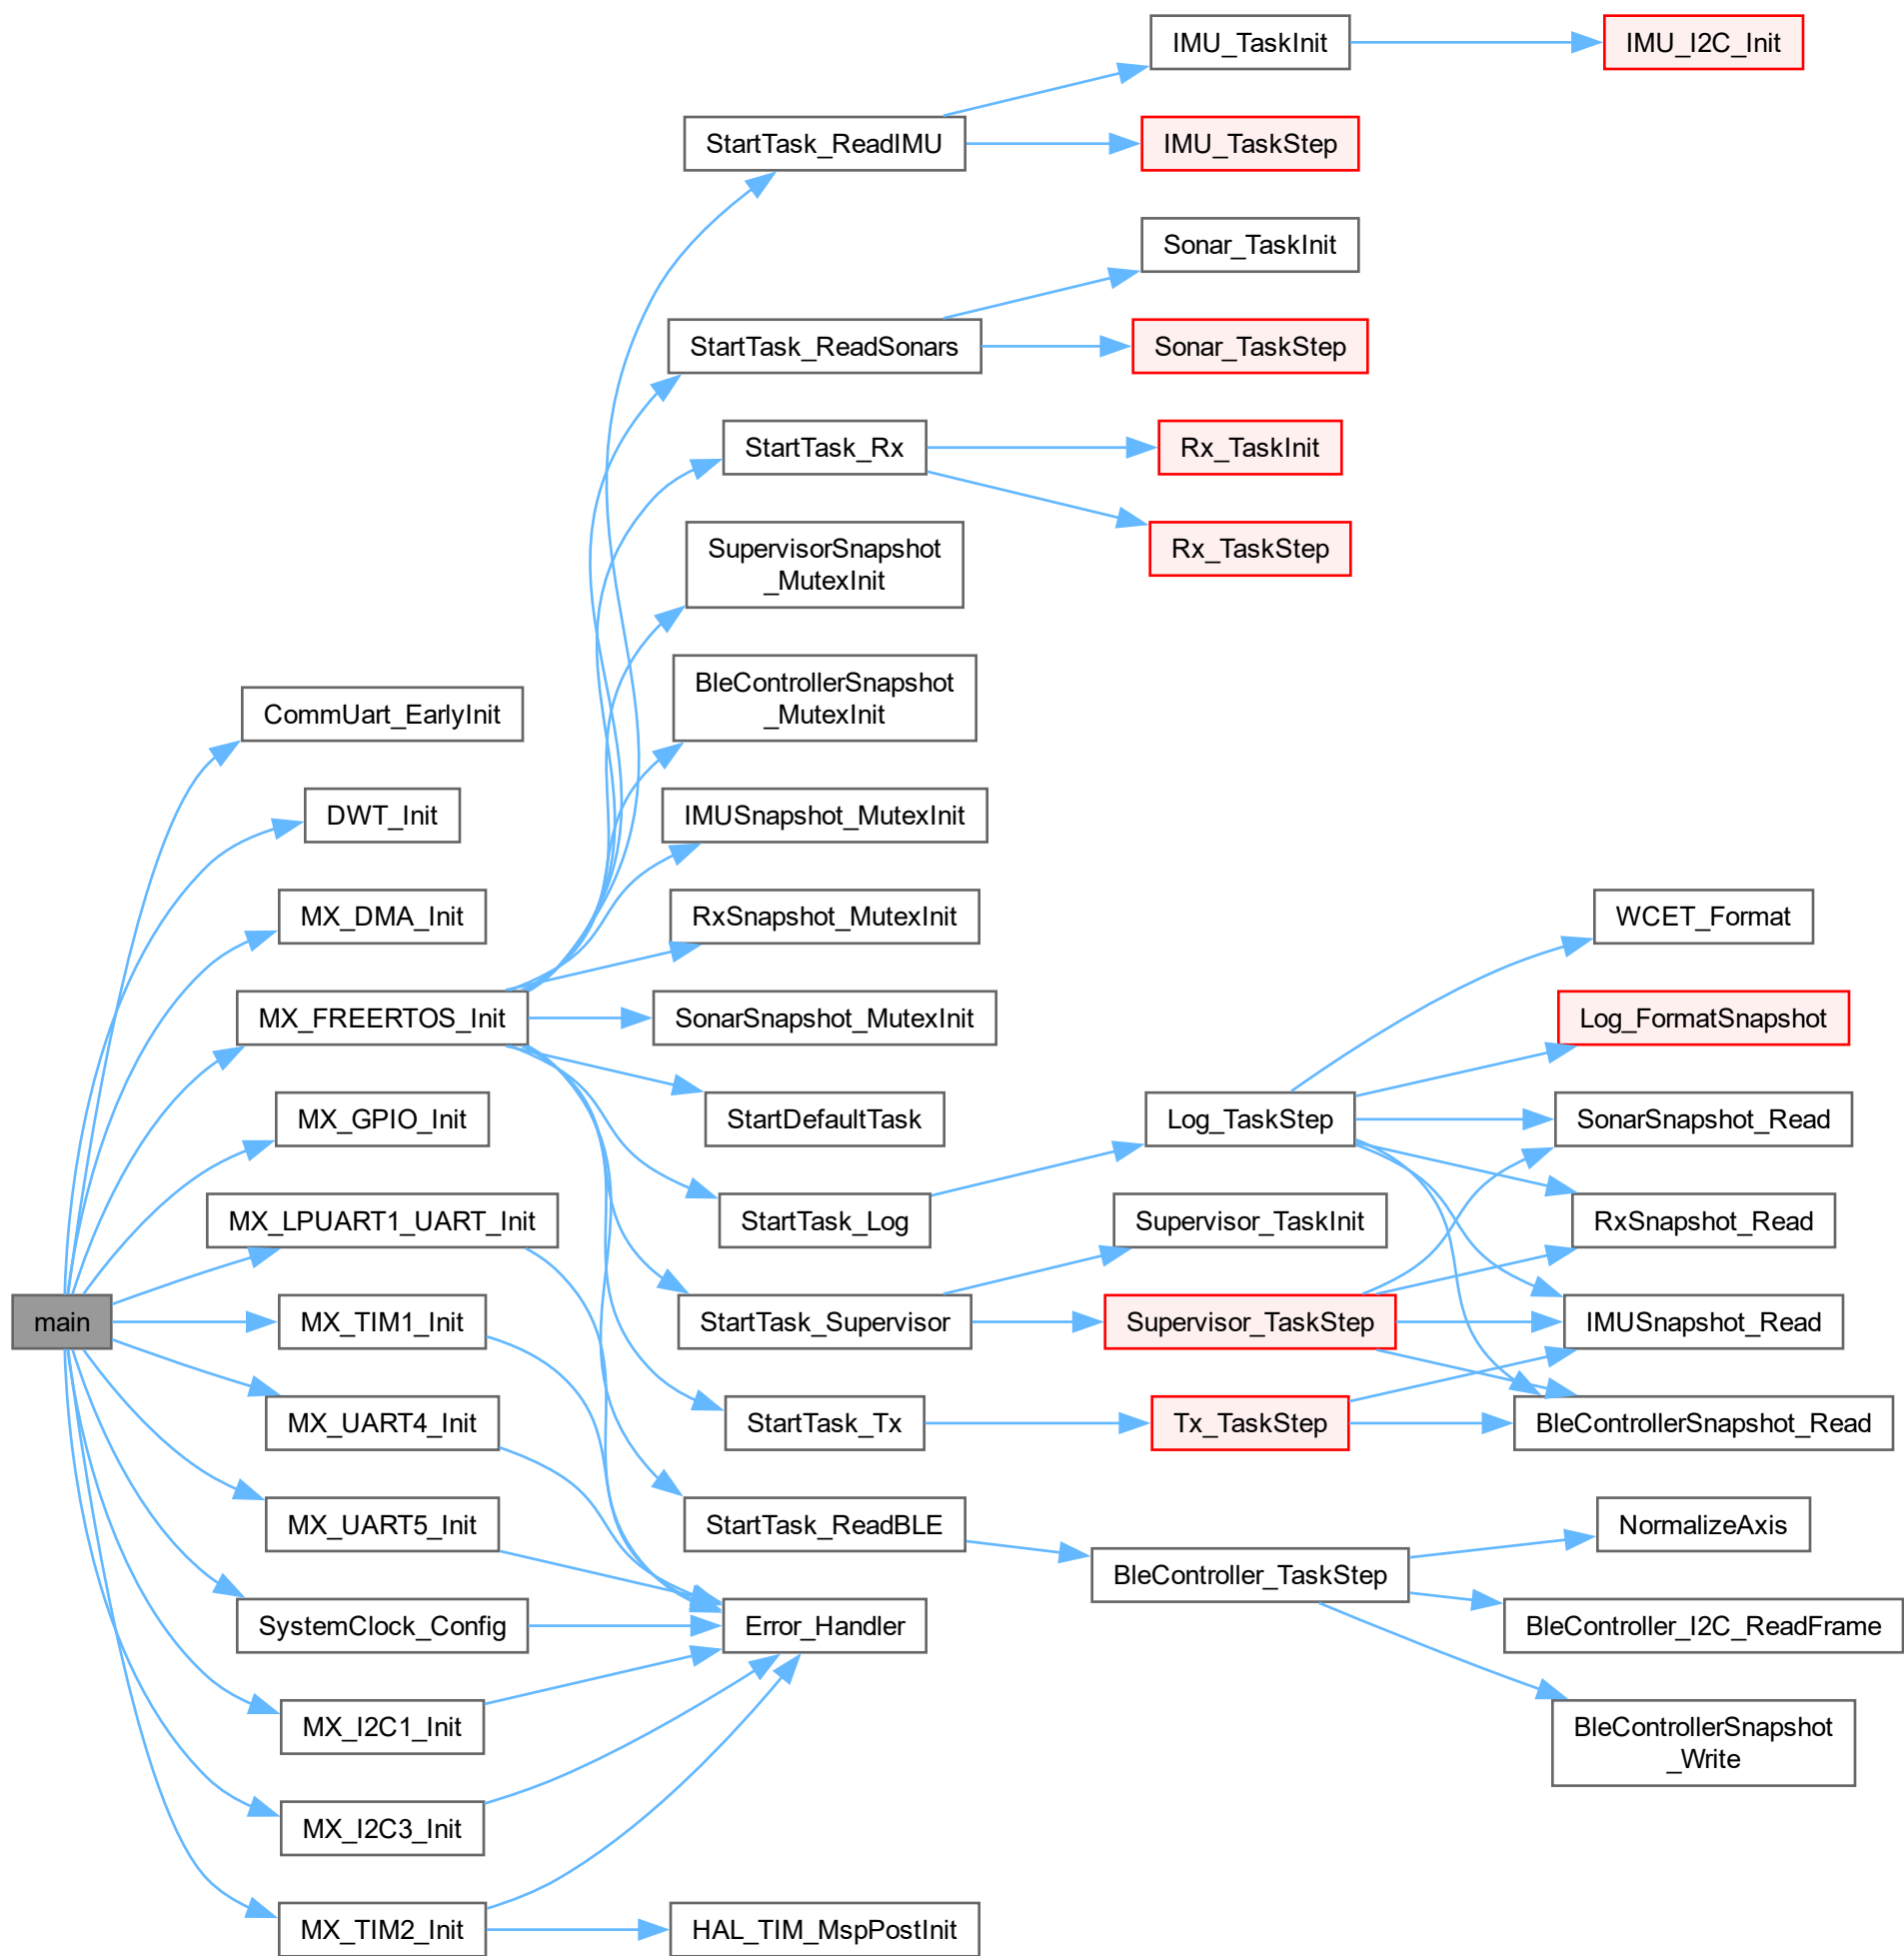 main
CommUart_EarlyInit
DWT_Init
MX_DMA_Init
MX_FREERTOS_Init
MX_GPIO_Init
MX_LPUART1_UART_Init
MX_TIM1_Init
MX_UART4_Init
MX_UART5_Init
SystemClock_Config
MX_I2C1_Init
MX_I2C3_Init
MX_TIM2_Init
StartTask_ReadIMU
StartTask_ReadSonars
StartTask_Rx
SupervisorSnapshot
_MutexInit
BleControllerSnapshot
_MutexInit
IMUSnapshot_MutexInit
RxSnapshot_MutexInit
SonarSnapshot_MutexInit
StartDefaultTask
StartTask_Log
StartTask_Supervisor
StartTask_Tx
StartTask_ReadBLE
Error_Handler
HAL_TIM_MspPostInit
IMU_TaskInit
IMU_TaskStep
Sonar_TaskInit
Sonar_TaskStep
Rx_TaskInit
Rx_TaskStep
Log_TaskStep
Supervisor_TaskInit
Supervisor_TaskStep
Tx_TaskStep
BleController_TaskStep
IMU_I2C_Init
WCET_Format
Log_FormatSnapshot
SonarSnapshot_Read
RxSnapshot_Read
IMUSnapshot_Read
BleControllerSnapshot_Read
NormalizeAxis
BleController_I2C_ReadFrame
BleControllerSnapshot
_Write